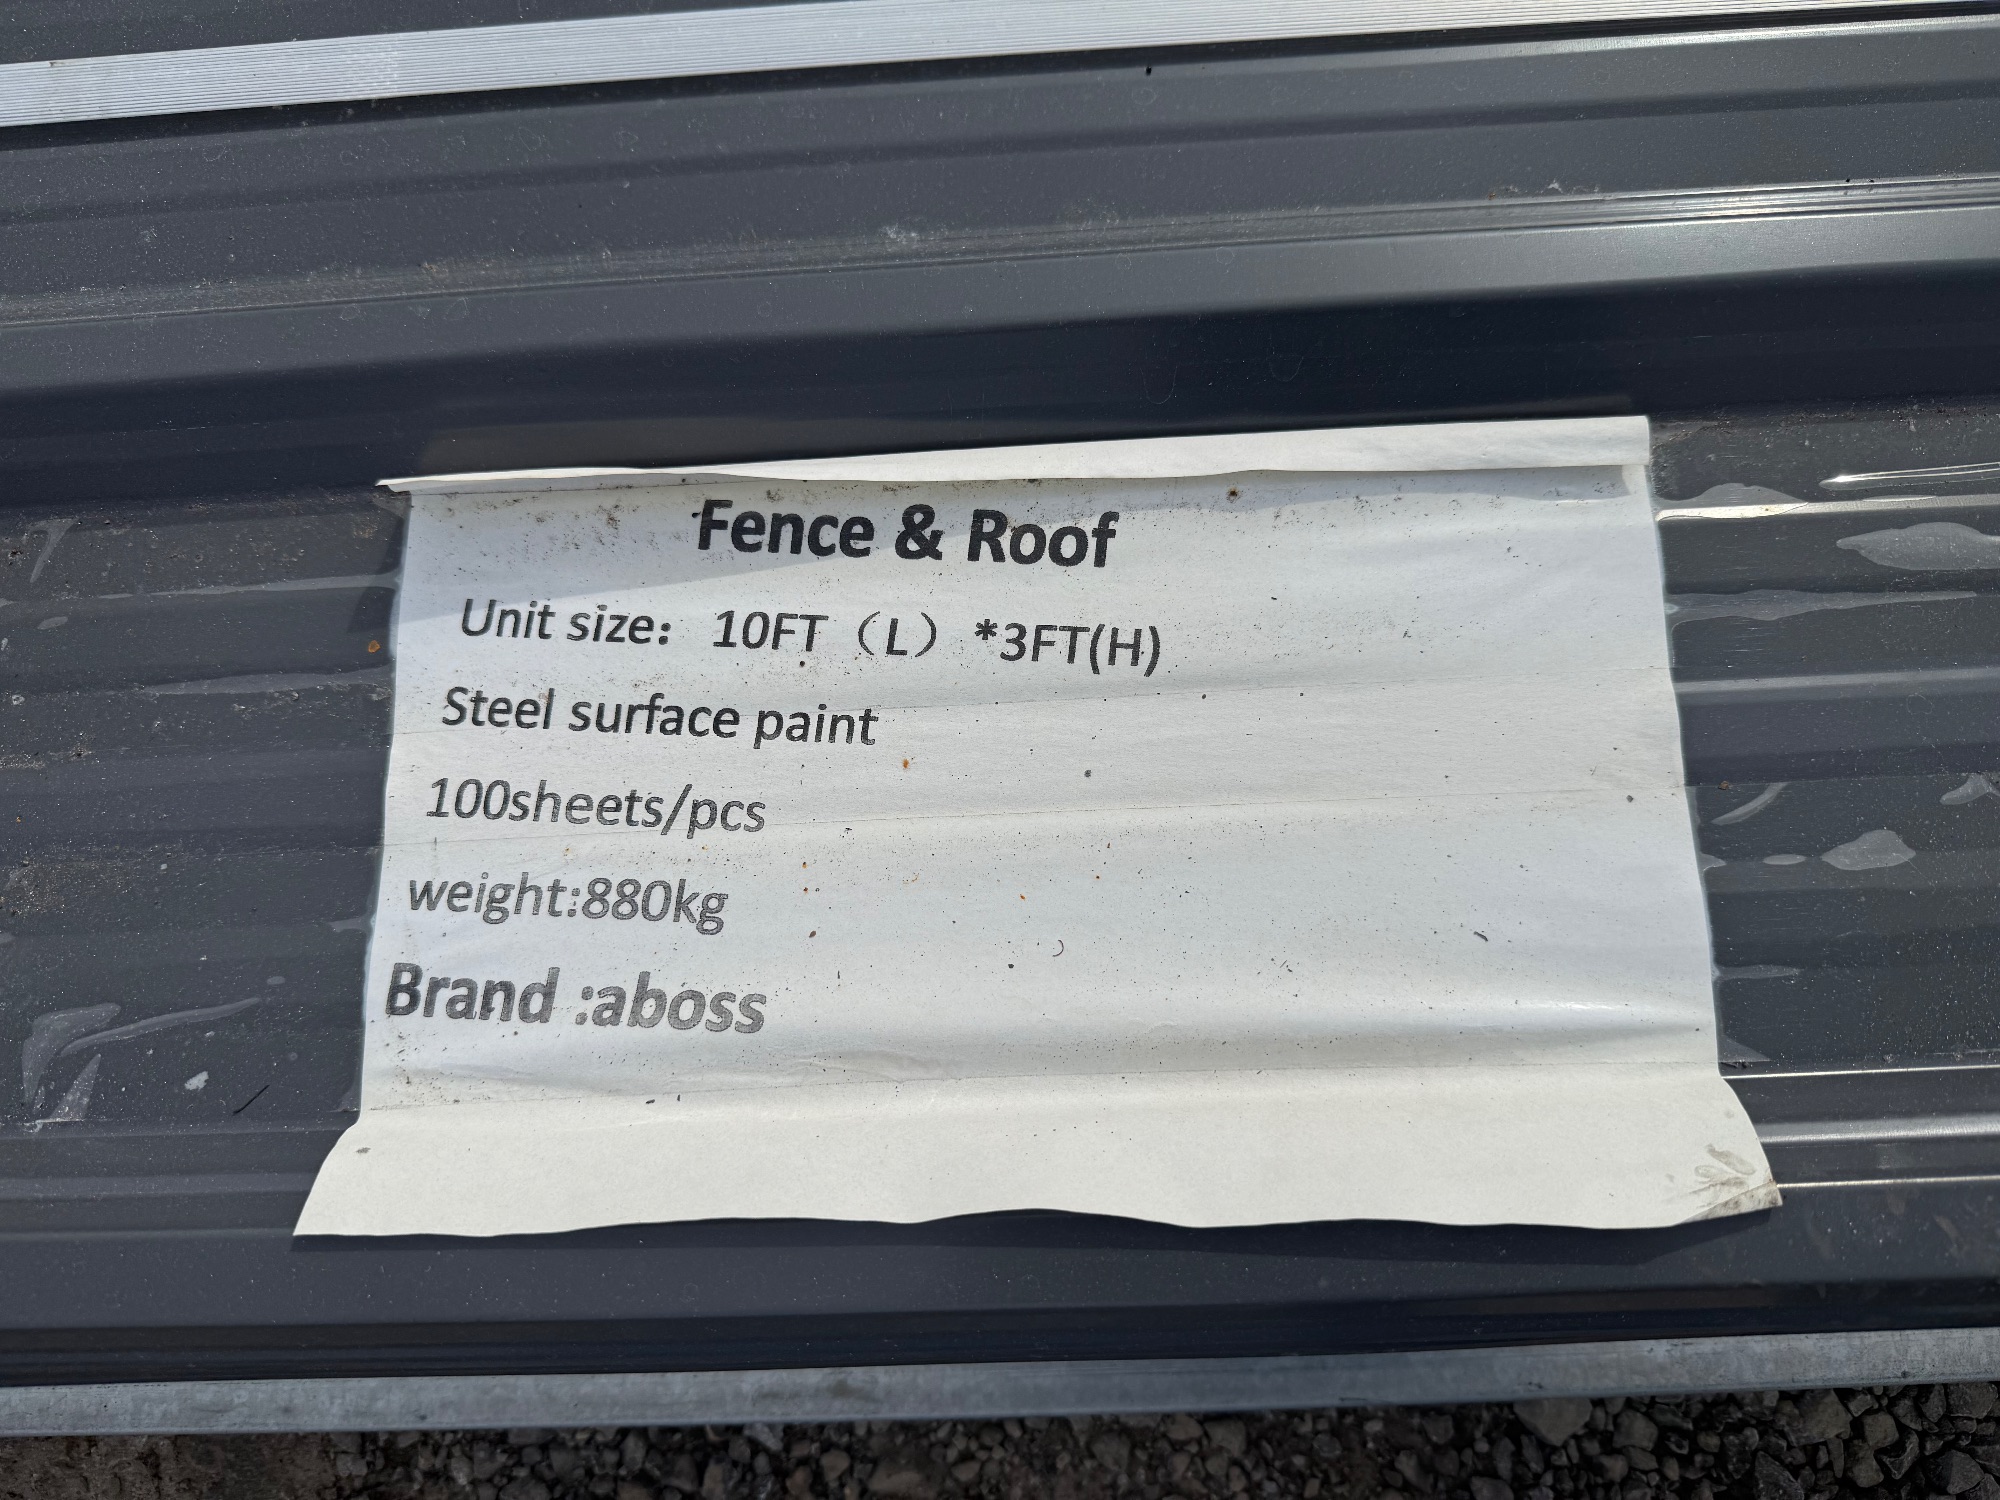 Fence & Roof
Unit size: 10FT（L）*3FT(H)
Steel surface paint
100sheets/pcs
weight:880kg
Brand :aboss